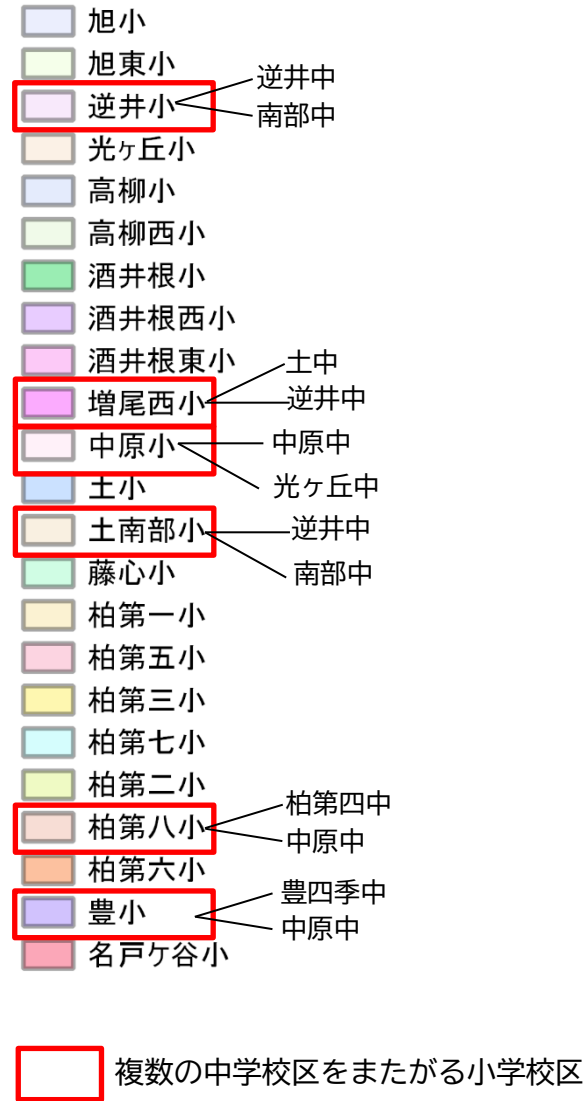 旭小
旭東小
逆井中
逆井小
南部中
光ヶ丘小
高柳小
高柳西小
酒井根小
酒井根西小
酒井根東小
土中
増尾西小
逆井中
中原小
中原中
土小
光ヶ丘中
土南部小
逆井中
藤心小
南部中
柏第一小
柏第五小
柏第三小
柏第七小
柏第二小
柏第四中
柏第八小
中原中
柏第六小
豊四季中
豊小
中原中
名戸ケ谷小
複数の中学校区をまたがる小学校区